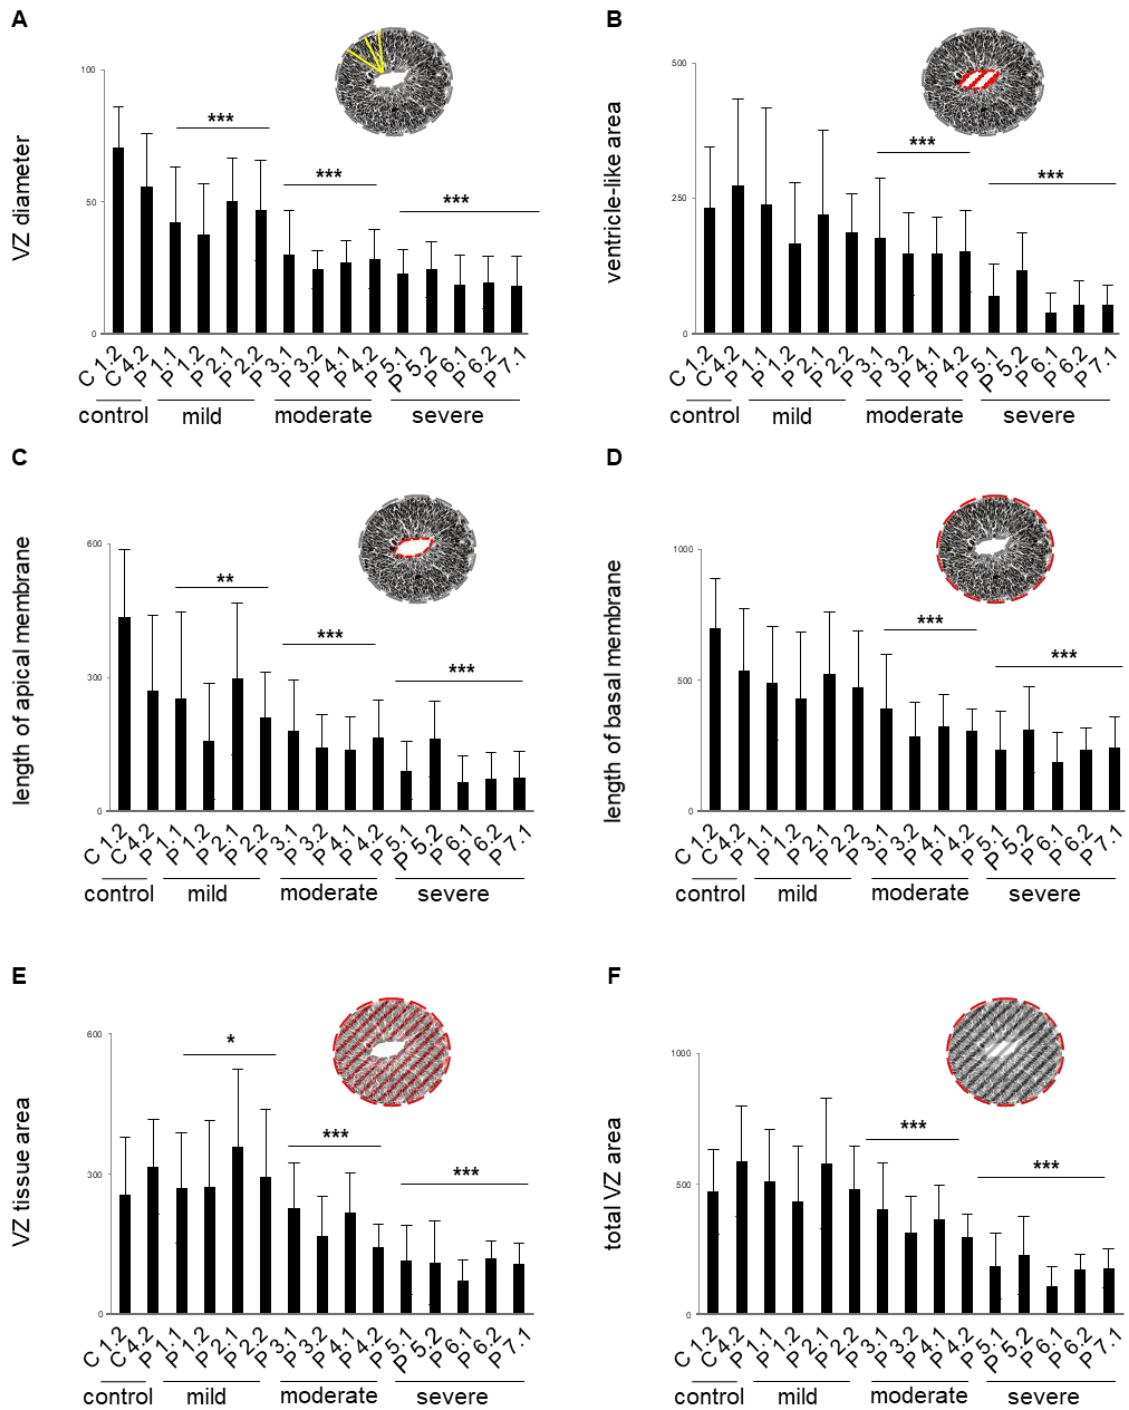 A
VZ diameter
100
50
0
***
***
***
C 1.2
C 4.2
P 1.1
P 1.2
P 2.1
P 2.2
P 3.1
P 3.2
P 4.1
P 4.2
P 5.1
P 5.2
P 6.1
P 6.2
P 7.1
control
mild
moderate
severe
B
ventricle-like area
500
250
0
***
***
C 1.2
C 4.2
P 1.1
P 1.2
P 2.1
P 2.2
P 3.1
P 3.2
P 4.1
P 4.2
P 5.1
P 5.2
P 6.1
P 6.2
P 7.1
control
mild
moderate
severe
C
length of apical membrane
600
300
0
**
***
***
C 1.2
C 4.2
P 1.1
P 1.2
P 2.1
P 2.2
P 3.1
P 3.2
P 4.1
P 4.2
P 5.1
P 5.2
P 6.1
P 6.2
P 7.1
control
mild
moderate
severe
D
length of basal membrane
1000
500
0
***
***
C 1.2
C 4.2
P 1.1
P 1.2
P 2.1
P 2.2
P 3.1
P 3.2
P 4.1
P 4.2
P 5.1
P 5.2
P 6.1
P 6.2
P 7.1
control
mild
moderate
severe
E
VZ tissue area
600
300
0
*
***
***
C 1.2
C 4.2
P 1.1
P 1.2
P 2.1
P 2.2
P 3.1
P 3.2
P 4.1
P 4.2
P 5.1
P 5.2
P 6.1
P 6.2
P 7.1
control
mild
moderate
severe
F
total VZ area
1000
500
0
***
***
C 1.2
C 4.2
P 1.1
P 1.2
P 2.1
P 2.2
P 3.1
P 3.2
P 4.1
P 4.2
P 5.1
P 5.2
P 6.1
P 6.2
P 7.1
control
mild
moderate
severe